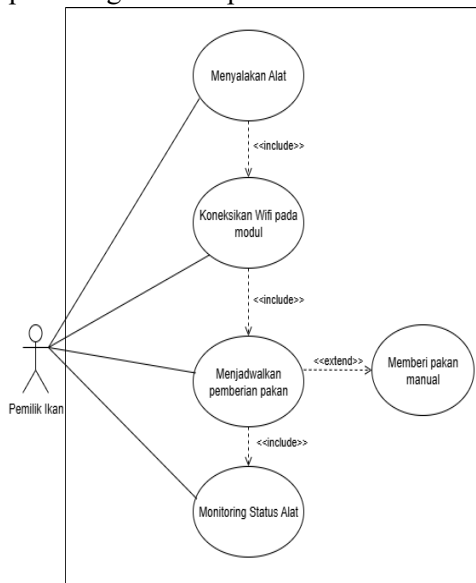 Menyalakan Alat
<<include>>
Koneksikan Wifi pada
modul
<<include>>
Menjadwalkan
pemberian pakan
<<extend>>
Memberi pakan
manual
Pemilik Ikan
<<include>>
Monitoring Status Alat